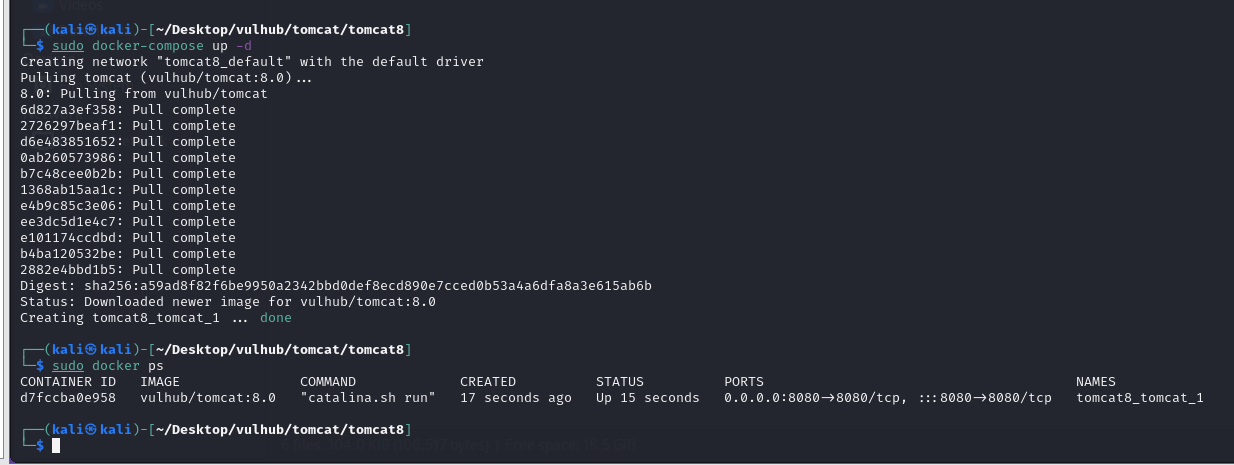 Videos
┌──(kali㉿kali)-[~/Desktop/vulhub/tomcat/tomcat8]
└─$ sudo docker-compose up -d
Creating network "tomcat8_default" with the default driver
Pulling tomcat (vulhub/tomcat:8.0)...
8.0: Pulling from vulhub/tomcat
6d827a3ef358: Pull complete
2726297beaf1: Pull complete
d6e483851652: Pull complete
0ab260573986: Pull complete
b7c48cee0b2b: Pull complete
1368ab15aa1c: Pull complete
e4b9c85c3e06: Pull complete
ee3dc5d1e4c7: Pull complete
e101174ccdbd: Pull complete
b4ba120532be: Pull complete
2882e4bbd1b5: Pull complete
Digest: sha256:a59ad8f82f6be9950a2342bbd0def8ecd890e7cced0b53a4a6dfa8a3e615ab6b
Status: Downloaded newer image for vulhub/tomcat:8.0
Creating tomcat8_tomcat_1 ... done
┌──(kali㉿kali)-[~/Desktop/vulhub/tomcat/tomcat8]
└─$ sudo docker ps
CONTAINER ID IMAGE COMMAND CREATED STATUS PORTS NAMES
d7fccba0e958 vulhub/tomcat:8.0 "catalina.sh run" 17 seconds ago Up 15 seconds 0.0.0.0:8080->8080/tcp, :::8080->8080/tcp tomcat8_tomcat_1
┌──(kali㉿kali)-[~/Desktop/vulhub/tomcat/tomcat8]
└─$